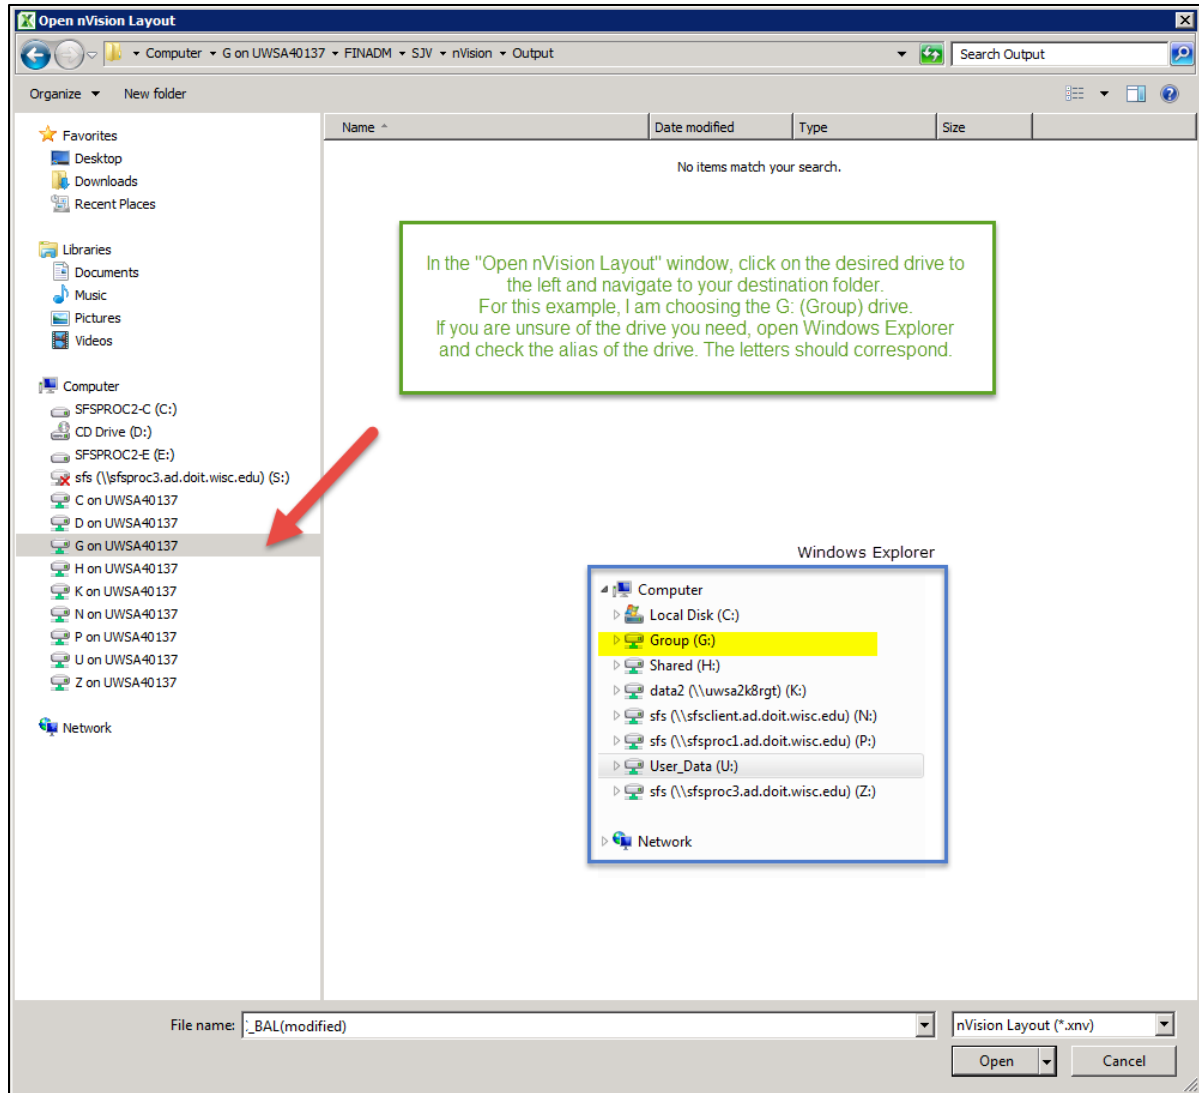 Open nVision Layout
Computer G on UWSA40137 FINADM SJV nVision Output
Search Output
Organize New folder
Name Date modified Type Size
No items match your search.
Favorites
Desktop
Downloads
Recent Places
Libraries
Documents
Music
Pictures
Videos
Computer
SFSPROC2-C (C:)
CD Drive (D:)
SFSPROC2-E (E:)
sfs (\\sfsproc3.ad.doit.wisc.edu) (S:)
C on UWSA40137
D on UWSA40137
G on UWSA40137
H on UWSA40137
K on UWSA40137
N on UWSA40137
P on UWSA40137
U on UWSA40137
Z on UWSA40137
Network
In the "Open nVision Layout" window, click on the desired drive to
the left and navigate to your destination folder.
For this example, I am choosing the G: (Group) drive.
If you are unsure of the drive you need, open Windows Explorer
and check the alias of the drive. The letters should correspond.
Windows Explorer
Computer
Local Disk (C:)
Group (G:)
Shared (H:)
data2 (\\uwsa2k8rgt) (K:)
sfs (\\sfsclient.ad.doit.wisc.edu) (N:)
sfs (\\sfsproc1.ad.doit.wisc.edu) (P:)
User_Data (U:)
sfs (\\sfsproc3.ad.doit.wisc.edu) (Z:)
Network
File name: _BAL(modified)
nVision Layout (*.xnv)
Open Cancel